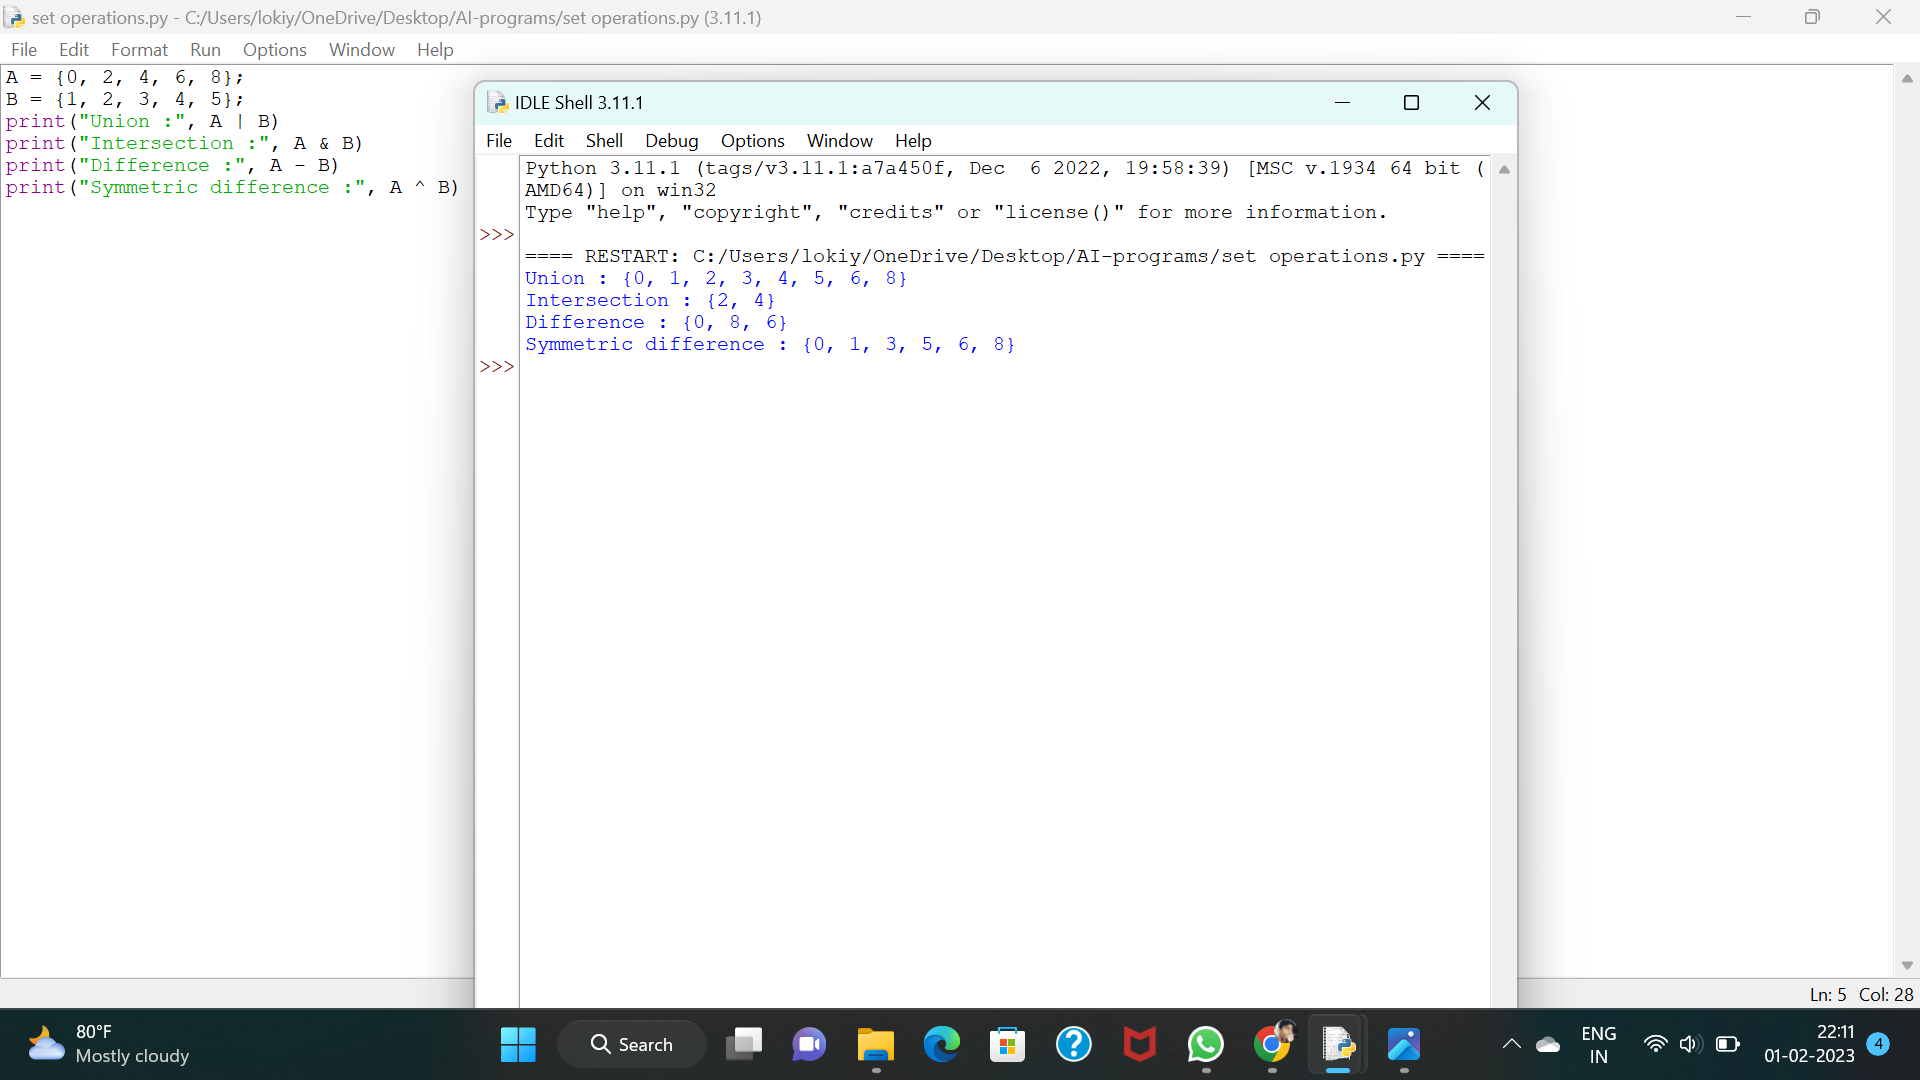 set operations.py - C:/Users/lokiy/OneDrive/Desktop/AI-programs/set operations.py (3.11.1)
File Edit Format Run Options Window Help
A = {0, 2, 4, 6, 8};
B = {1, 2, 3, 4, 5};
print("Union :", A | B)
print("Intersection :", A & B)
print("Difference :", A - B)
print("Symmetric difference :", A ^ B)
IDLE Shell 3.11.1
File Edit Shell Debug Options Window Help
Python 3.11.1 (tags/v3.11.1:a7a450f, Dec  6 2022, 19:58:39) [MSC v.1934 64 bit (
AMD64)] on win32
Type "help", "copyright", "credits" or "license()" for more information.
>>>
==== RESTART: C:/Users/lokiy/OneDrive/Desktop/AI-programs/set operations.py ====
Union : {0, 1, 2, 3, 4, 5, 6, 8}
Intersection : {2, 4}
Difference : {0, 8, 6}
Symmetric difference : {0, 1, 3, 5, 6, 8}
>>>
Ln: 5 Col: 28
80°F
Mostly cloudy
Search
ENG
IN
22:11
01-02-2023
4